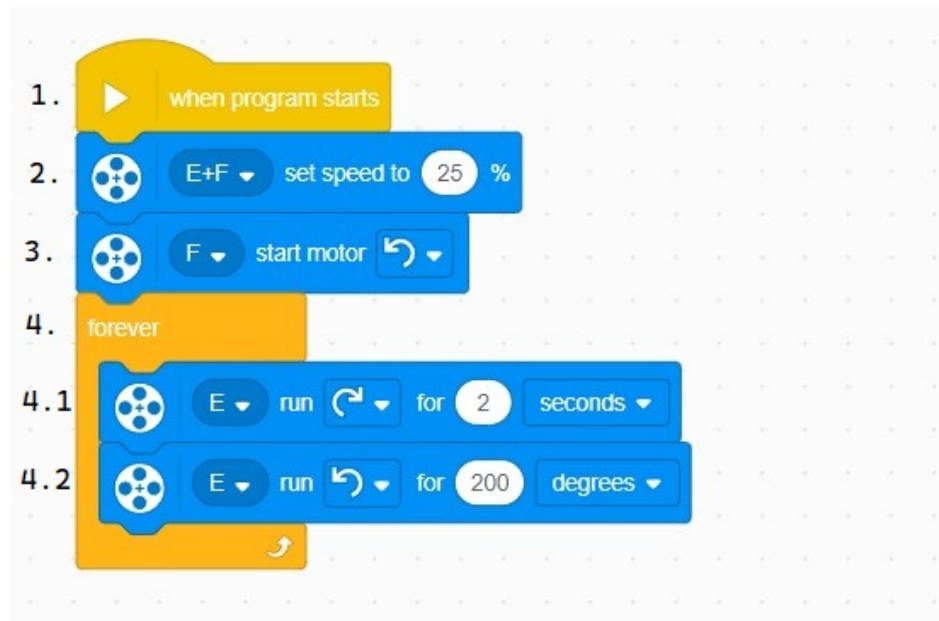 1. when program starts
2. E+F set speed to 25 %
3. F start motor
4. forever
4.1 E run for 2 seconds
4.2 E run for 200 degrees